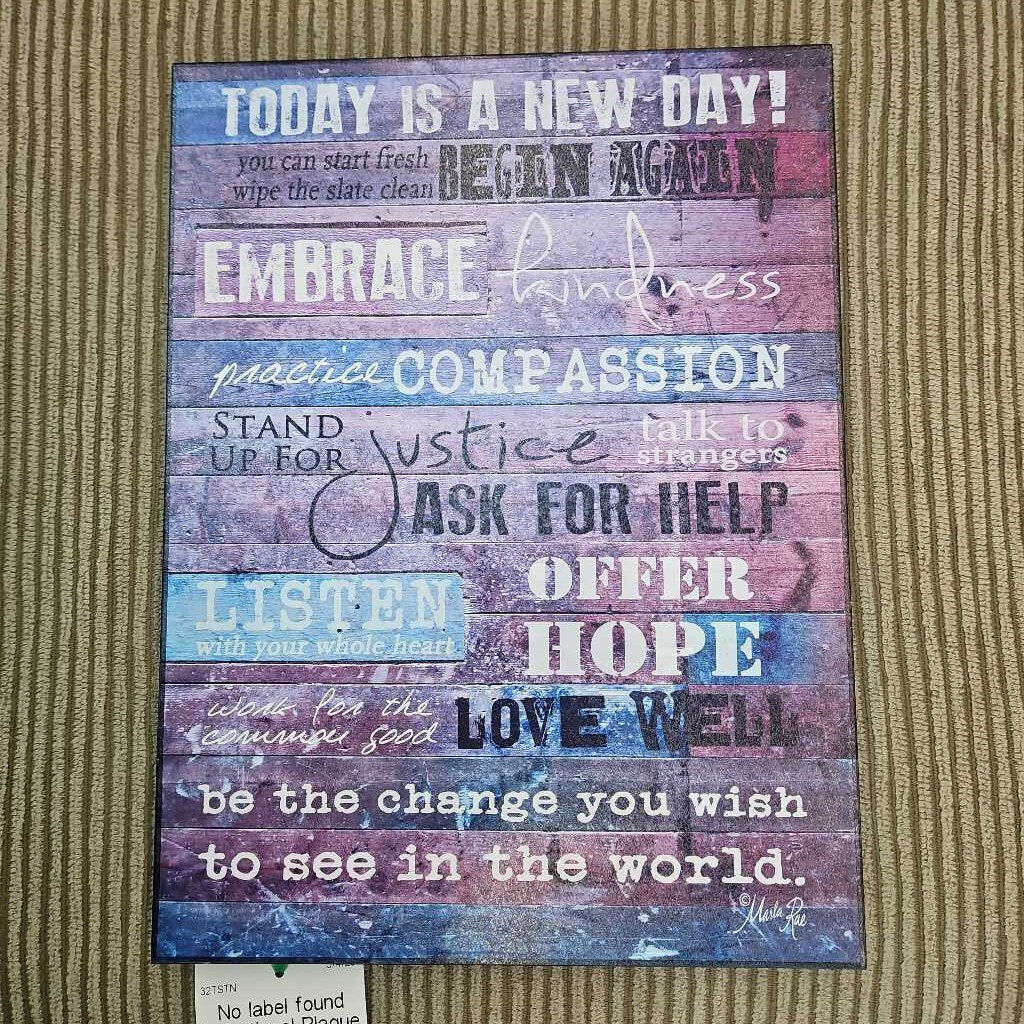 TODAY IS A NEW DAY!
you can start fresh
wipe the slate clean
BEGIN AGAIN
EMBRACE kindness
practice COMPASSION
STAND
UP FOR
justice
talk to
strangers
ASK FOR HELP
LISTEN
with your whole heart
OFFER
HOPE
work for the
common good
LOVE WELL
be the change you wish
to see in the world.
©Marla Rae
32TSTN
No label found
Plaque